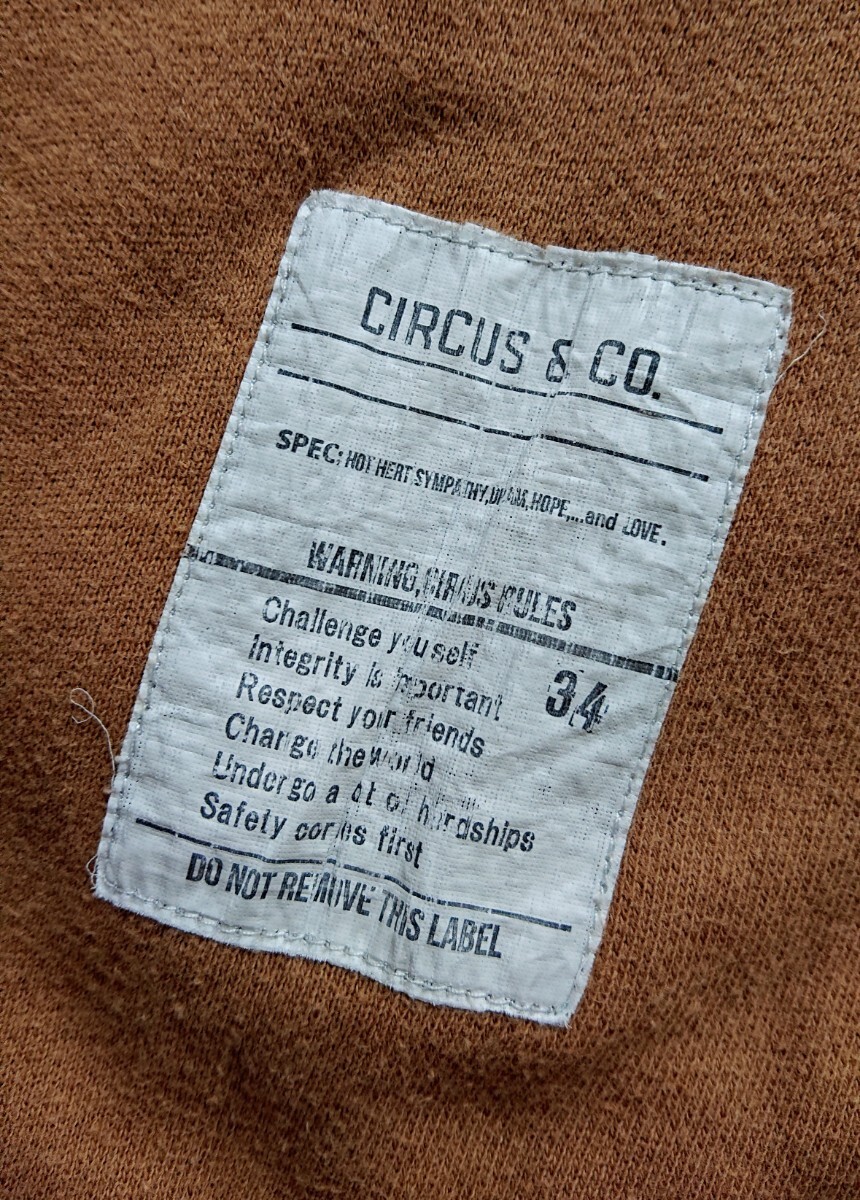 CIRCUS & CO.
SPEC; HOT HERT SYMPATHY, HOPE,...and LOVE.
WARNING, CIRCUS RULES
Challenge youself
Integrity is important
34
Respect your friends
Change the world
Undergo a lot of hardships
Safety comes first
DO NOT REMOVE THIS LABEL